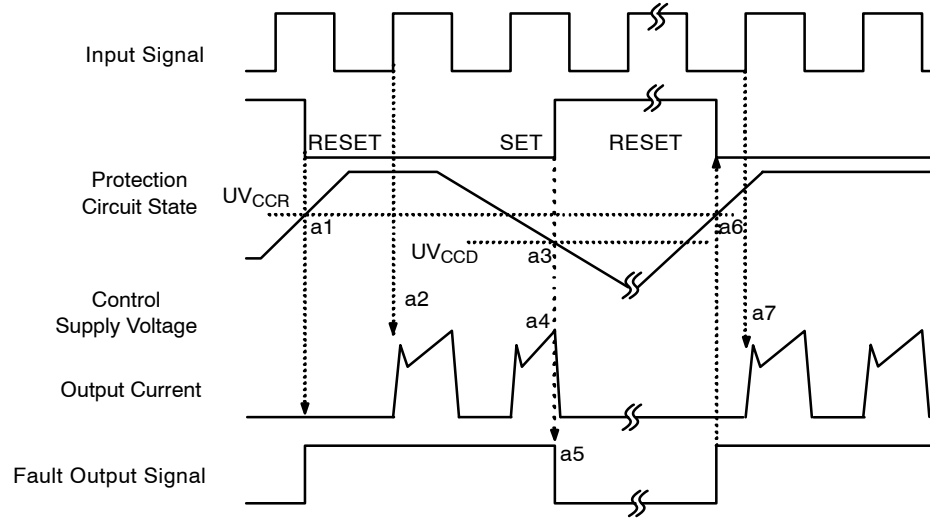 Input Signal
RESET SET RESET
Protection
Circuit State
UVCCR
a1 a6
UVCCD a3
Control
Supply Voltage
a2 a4 a7
Output Current
a5
Fault Output Signal